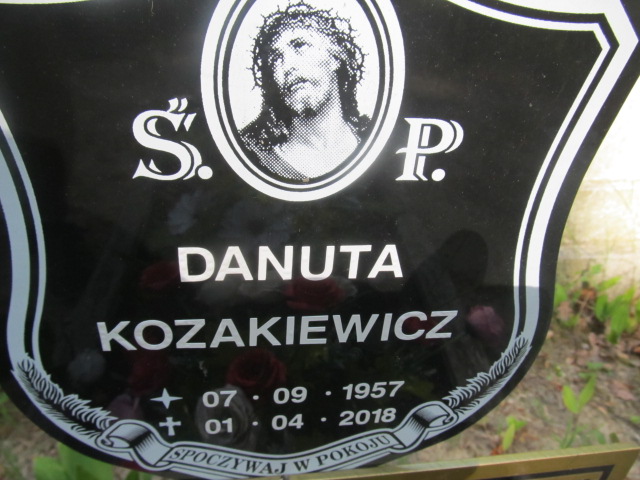 Ś. P.
DANUTA
KOZAKIEWICZ
07 · 09 · 1957
01 · 04 · 2018
SPOCZYWAJ W POKOJU